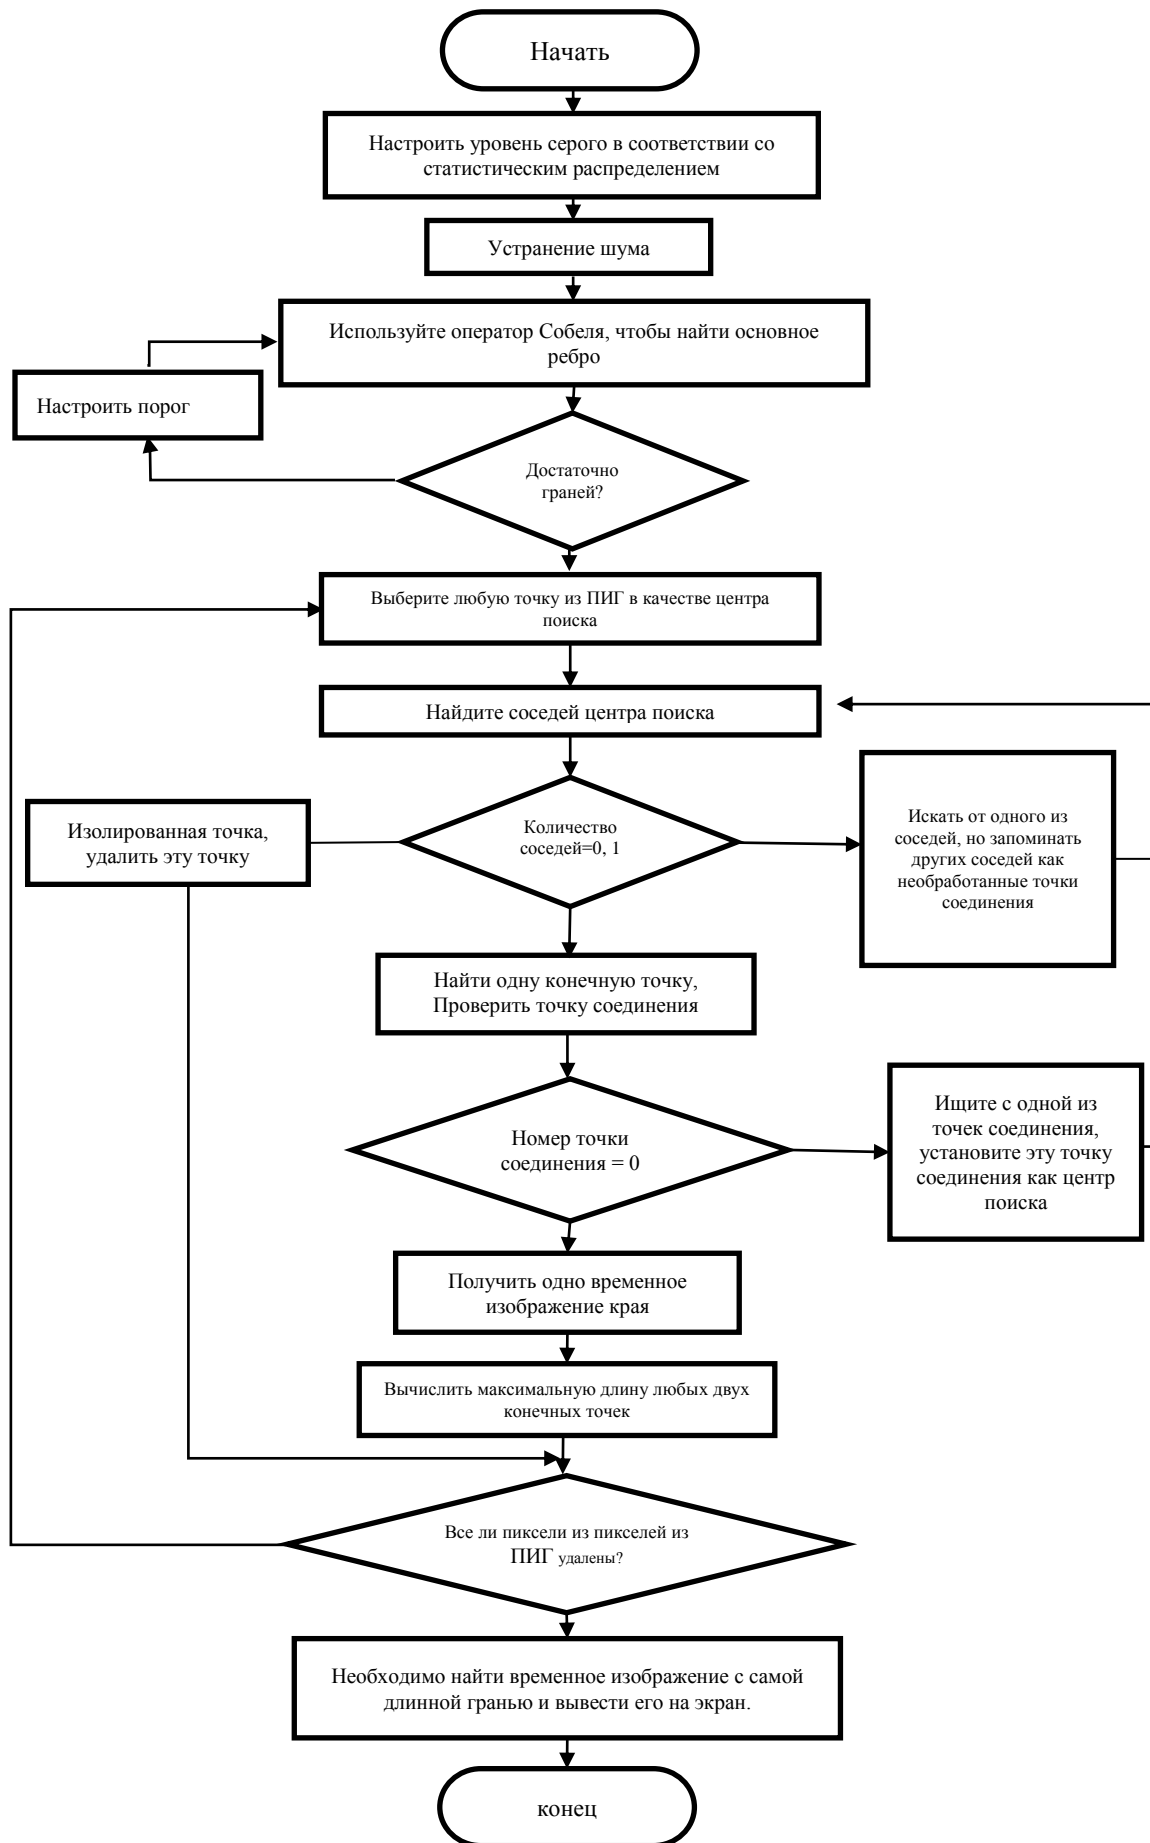 Начать
Настроить уровень серого в соответствии со
статистическим распределением
Устранение шума
Используйте оператор Собеля, чтобы найти основное
ребро
Настроить порог
Достаточно
граней?
Выберите любую точку из ПИГ в качестве центра
поиска
Найдите соседей центра поиска
Изолированная точка,
удалить эту точку
Количество
соседей=0, 1
Искать от одного из
соседей, но запоминать
других соседей как
необработанные точки
соединения
Найти одну конечную точку,
Проверить точку соединения
Номер точки
соединения = 0
Ищите с одной из
точек соединения,
установите эту точку
соединения как центр
поиска
Получить одно временное
изображение края
Вычислить максимальную длину любых двух
конечных точек
Все ли пиксели из пикселей из
ПИГ удалены?
Необходимо найти временное изображение с самой
длинной гранью и вывести его на экран.
конец